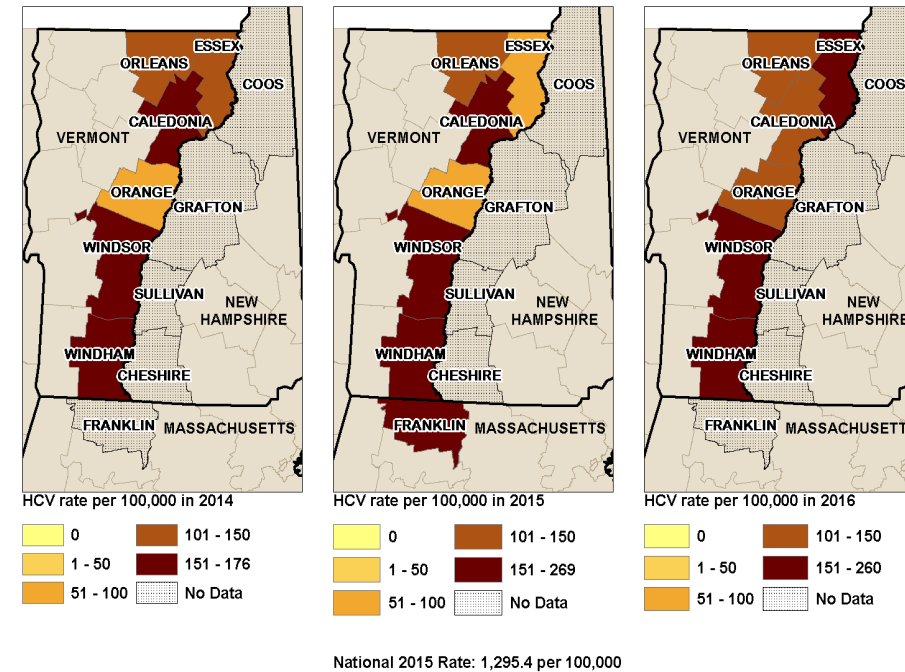 ESSEX
ORLEANS
COOS
CALEDONIA
VERMONT
ORANGE
GRAFTON
WINDSOR
SULLIVAN
NEW
HAMPSHIRE
WINDHAM
CHESHIRE
FRANKLIN
MASSACHUSETTS
HCV rate per 100,000 in 2014
0
101 - 150
1 - 50
151 - 176
51 - 100
No Data
ESSEX
ORLEANS
COOS
CALEDONIA
VERMONT
ORANGE
GRAFTON
WINDSOR
SULLIVAN
NEW
HAMPSHIRE
WINDHAM
CHESHIRE
FRANKLIN
MASSACHUSETTS
HCV rate per 100,000 in 2015
0
101 - 150
1 - 50
151 - 269
51 - 100
No Data
ESSEX
ORLEANS
COOS
CALEDONIA
VERMONT
ORANGE
GRAFTON
WINDSOR
SULLIVAN
NEW
HAMPSHIRE
WINDHAM
CHESHIRE
FRANKLIN
MASSACHUSETT
HCV rate per 100,000 in 2016
0
101 - 150
1 - 50
151 - 260
51 - 100
No Data
National 2015 Rate: 1,295.4 per 100,000